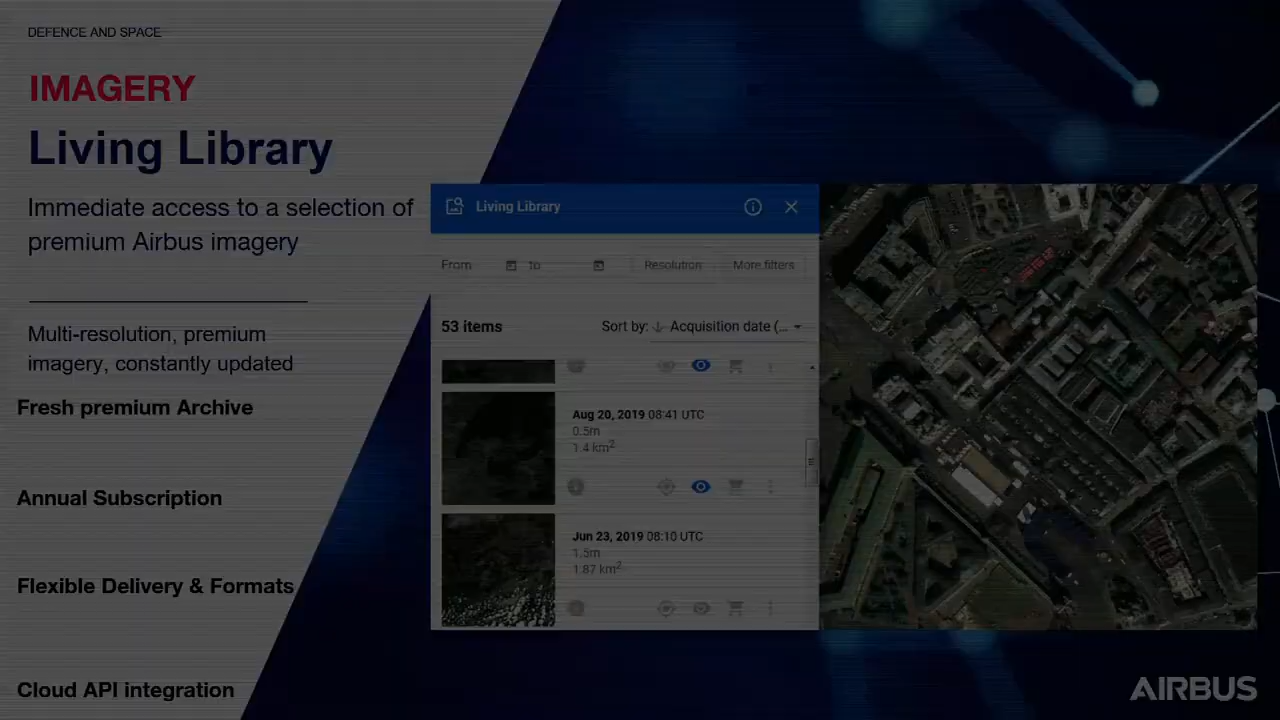 DEFENCE AND SPACE
IMAGERY
Living Library
Immediate access to a selection of
premium Airbus imagery
Multi-resolution, premium
imagery, constantly updated
Fresh premium Archive
Annual Subscription
Flexible Delivery & Formats
Cloud API integration
Living Library
From to Resolution More filters
53 items Sort by: Acquisition date (...
Aug 20, 2019 08:41 UTC
0.5m
1.4 km²
Jun 23, 2019 08:10 UTC
1.5m
1.87 km²
AIRBUS